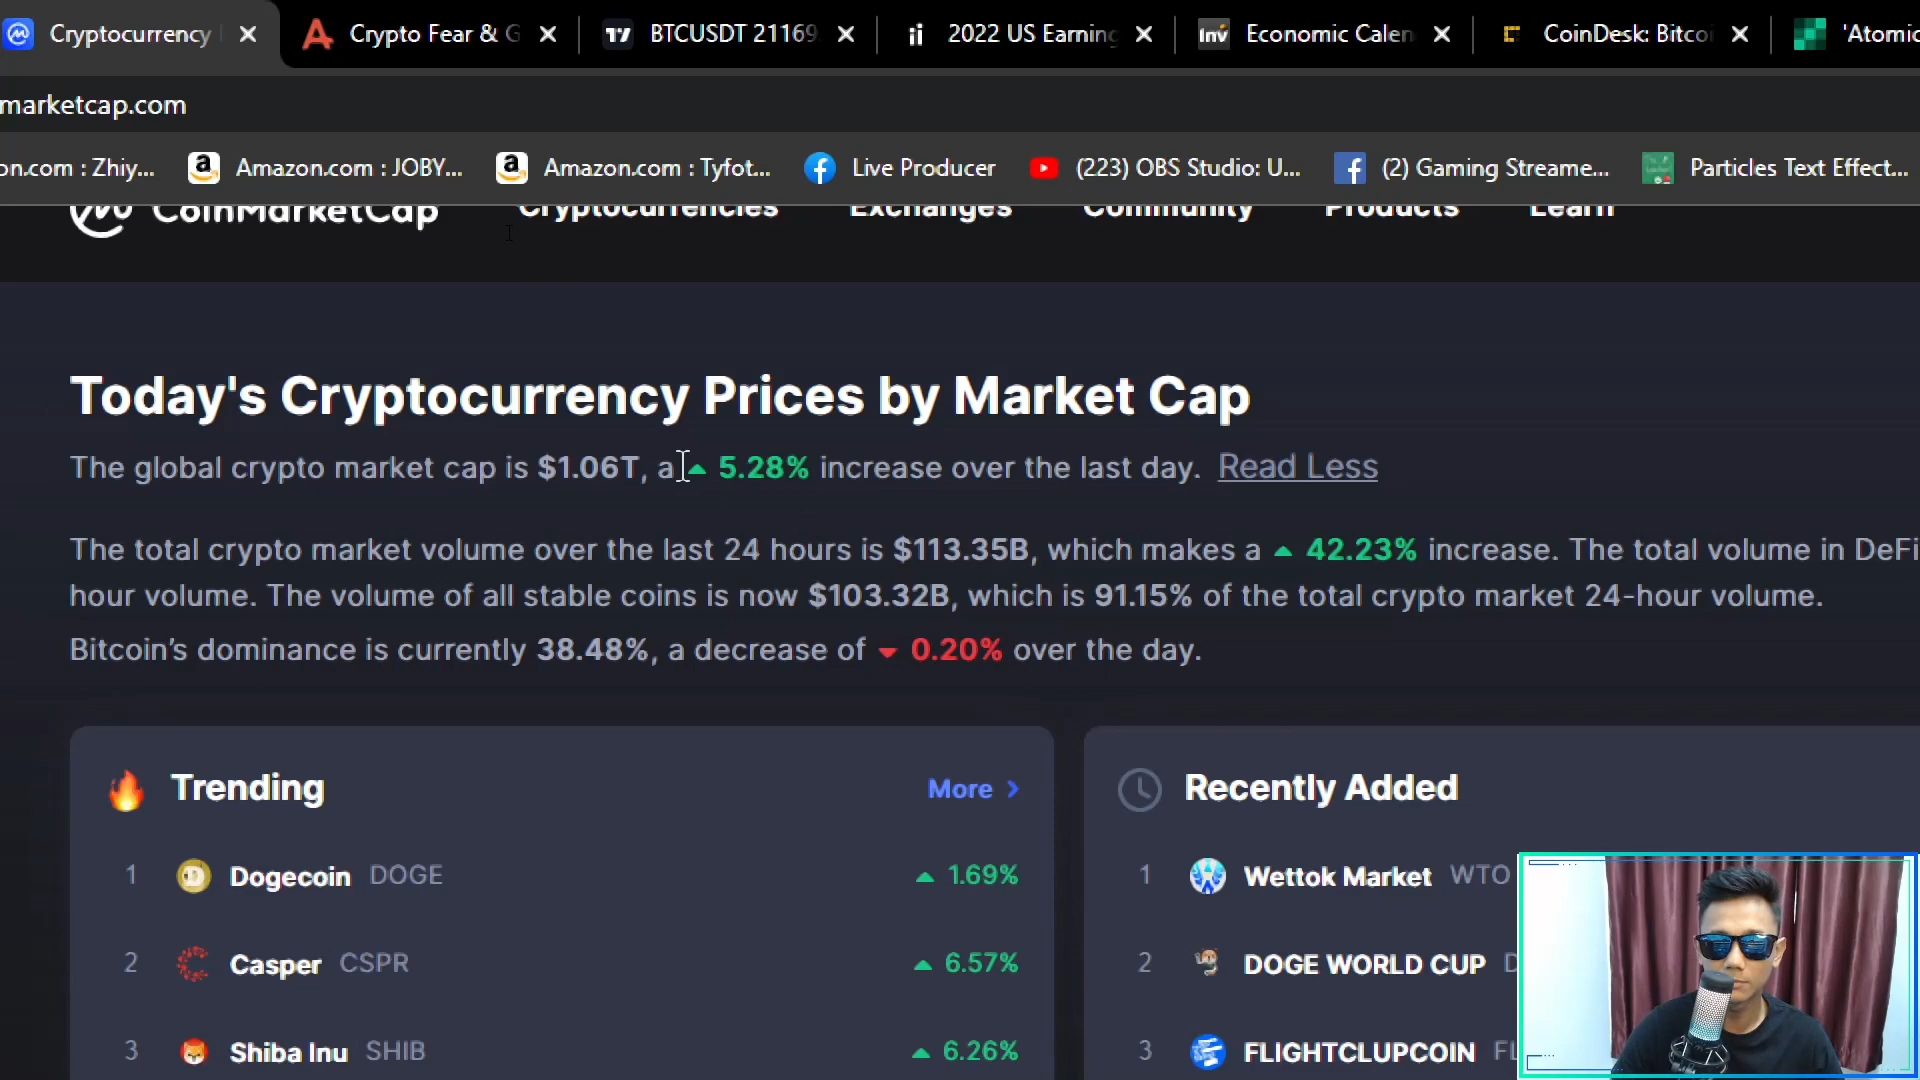 Cryptocurrency
Crypto Fear & G
BTCUSDT 21169
2022 US Earning
Economic Calen
CoinDesk: Bitcoi
'Atomic
marketcap.com
on.com : Zhiy...
Amazon.com : JOBY...
Amazon.com : Tyfot...
Live Producer
(223) OBS Studio: U...
(2) Gaming Streame...
Particles Text Effect...
CoinMarketCap
Cryptocurrencies
Exchanges
Community
Products
Learn
Today's Cryptocurrency Prices by Market Cap
The global crypto market cap is $1.06T, a 5.28% increase over the last day. Read Less
The total crypto market volume over the last 24 hours is $113.35B, which makes a 42.23% increase. The total volume in DeFi
hour volume. The volume of all stable coins is now $103.32B, which is 91.15% of the total crypto market 24-hour volume.
Bitcoin's dominance is currently 38.48%, a decrease of 0.20% over the day.
Trending
More
1 Dogecoin DOGE 1.69%
2 Casper CSPR 6.57%
3 Shiba Inu SHIB 6.26%
Recently Added
1 Wettok Market WTO
2 DOGE WORLD CUP D
3 FLIGHTCLUPCOIN FL